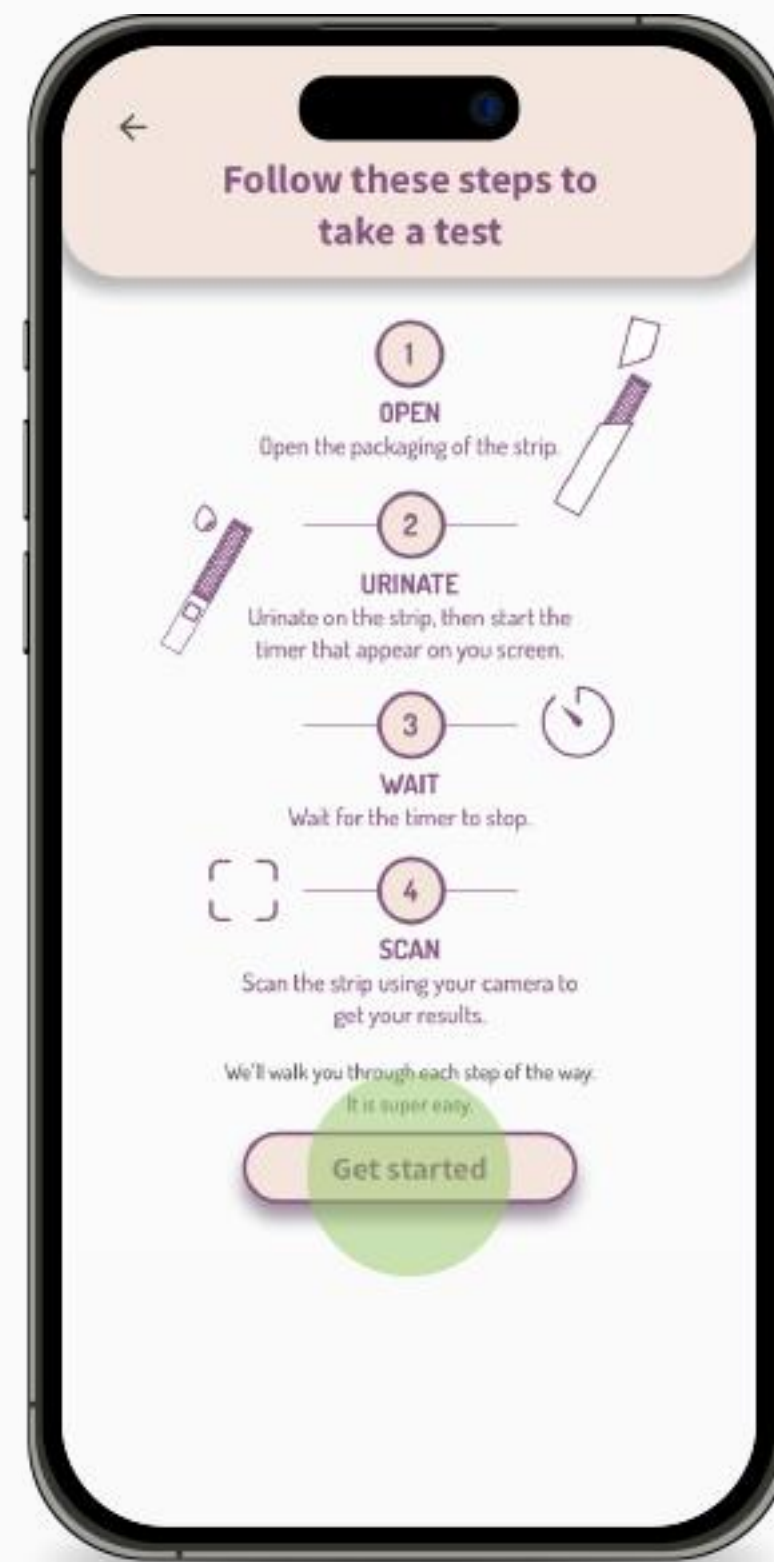 Follow these steps to
take a test
1
OPEN
Open the packaging of the strip.
2
URINATE
Urinate on the strip, then start the
timer that appear on you screen.
3
WAIT
Wait for the timer to stop.
4
SCAN
Scan the strip using your camera to
get your results.
We'll walk you through each step of the way.
It is super easy.
Get started